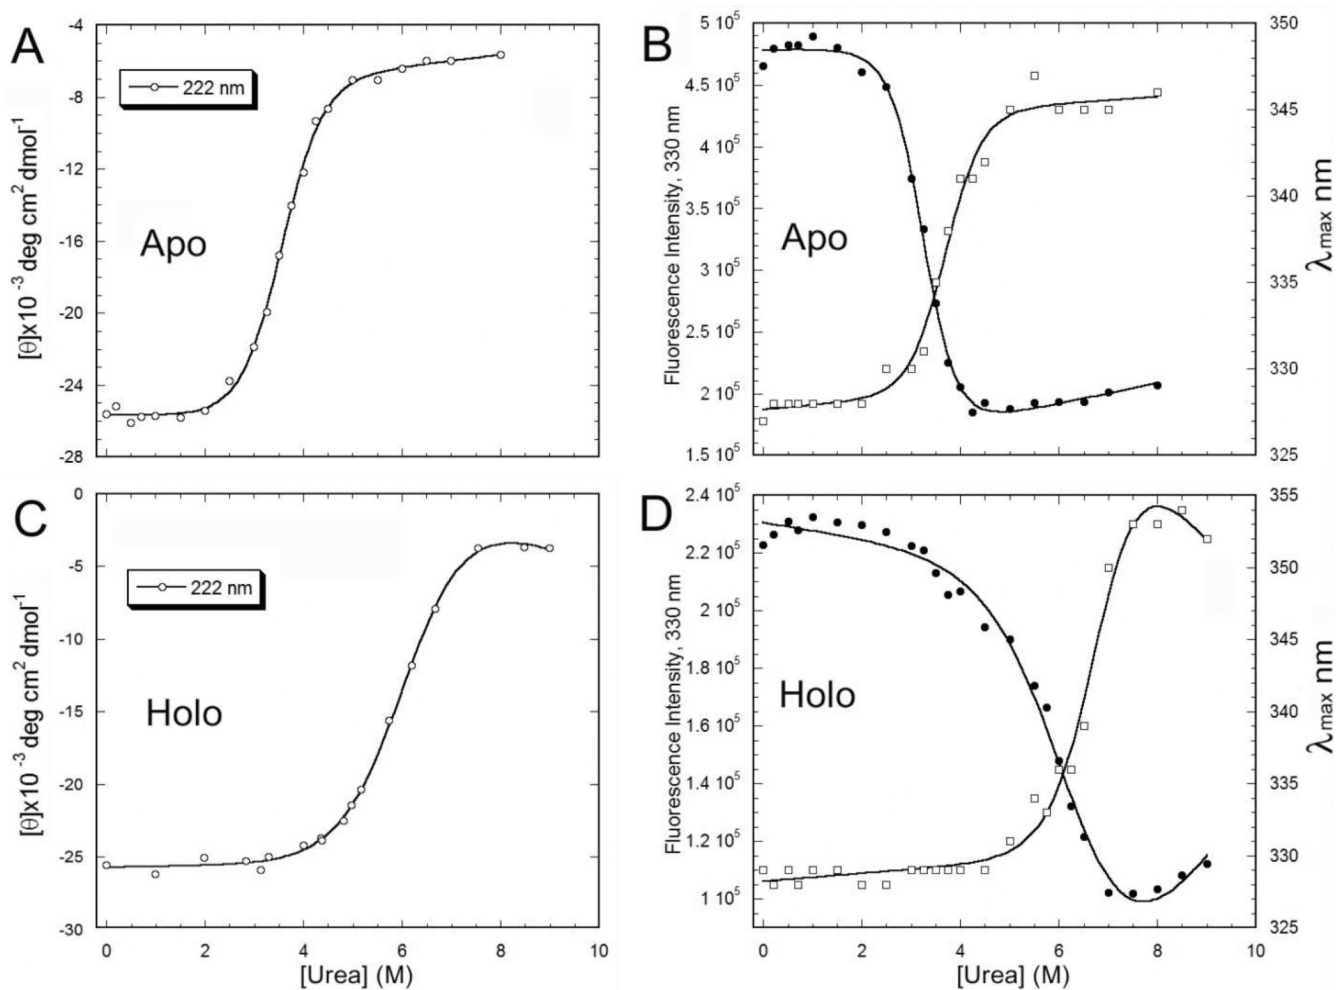 A
-4
-8
-12
-16
-20
-24
-28
[θ]x10 -3 deg cm2 dmol-1
222 nm
Apo
B
5 10^5
4.5 10^5
4 10^5
3.5 10^5
3 10^5
2.5 10^5
2 10^5
1.5 10^5
Fluorescence Intensity, 330 nm
Apo
350
345
340
335
330
325
λmax nm
C
0
-5
-10
-15
-20
-25
-30
[θ]x10 -3 deg cm2 dmol-1
222 nm
Holo
0 2 4 6 8 10
[Urea] (M)
D
2.4 10^5
2.2 10^5
2 10^5
1.8 10^5
1.6 10^5
1.4 10^5
1.2 10^5
1 10^5
Fluorescence Intensity, 330 nm
Holo
355
350
345
340
335
330
325
λmax nm
0 2 4 6 8 10
[Urea] (M)